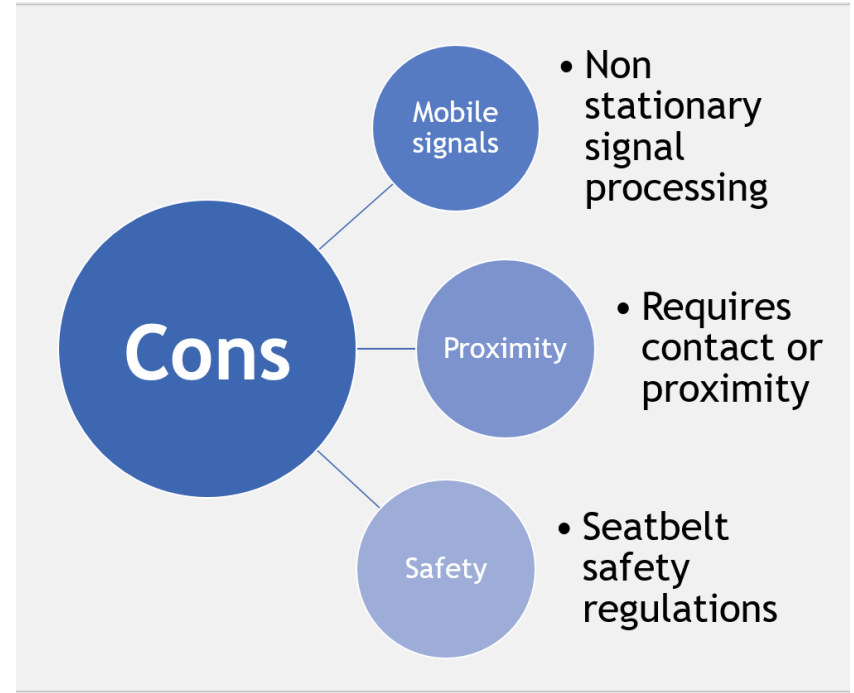 Cons
Mobile
signals
• Non
stationary
signal
processing
Proximity
• Requires
contact or
proximity
Safety
• Seatbelt
safety
regulations